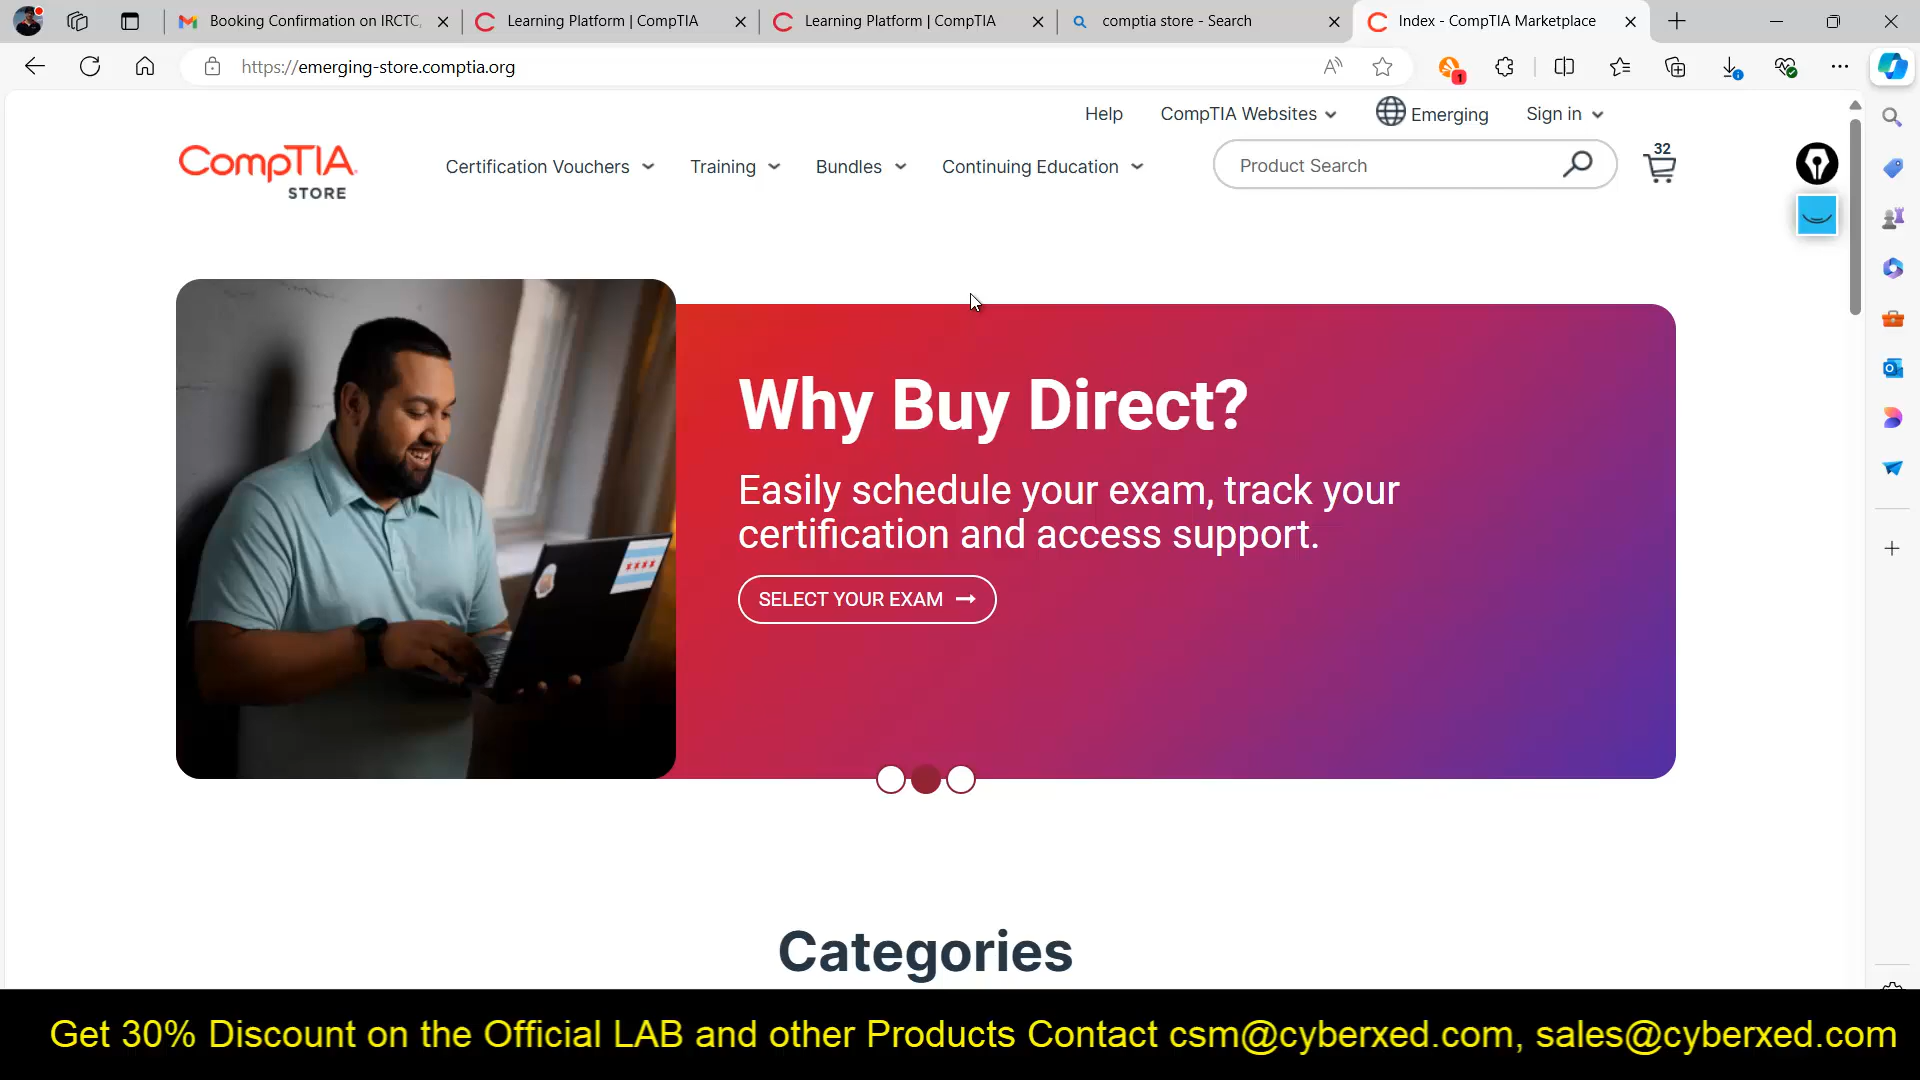 Booking Confirmation on IRCTC,
Learning Platform | CompTIA
Learning Platform | CompTIA
comptia store - Search
Index - CompTIA Marketplace
https://emerging-store.comptia.org
1
Help
CompTIA Websites
Emerging
Sign in
CompTIA.
STORE
Certification Vouchers
Training
Bundles
Continuing Education
Product Search
32
Why Buy Direct?
Easily schedule your exam, track your
certification and access support.
SELECT YOUR EXAM
Categories
Get 30% Discount on the Official LAB and other Products Contact csm@cyberxed.com, sales@cyberxed.com